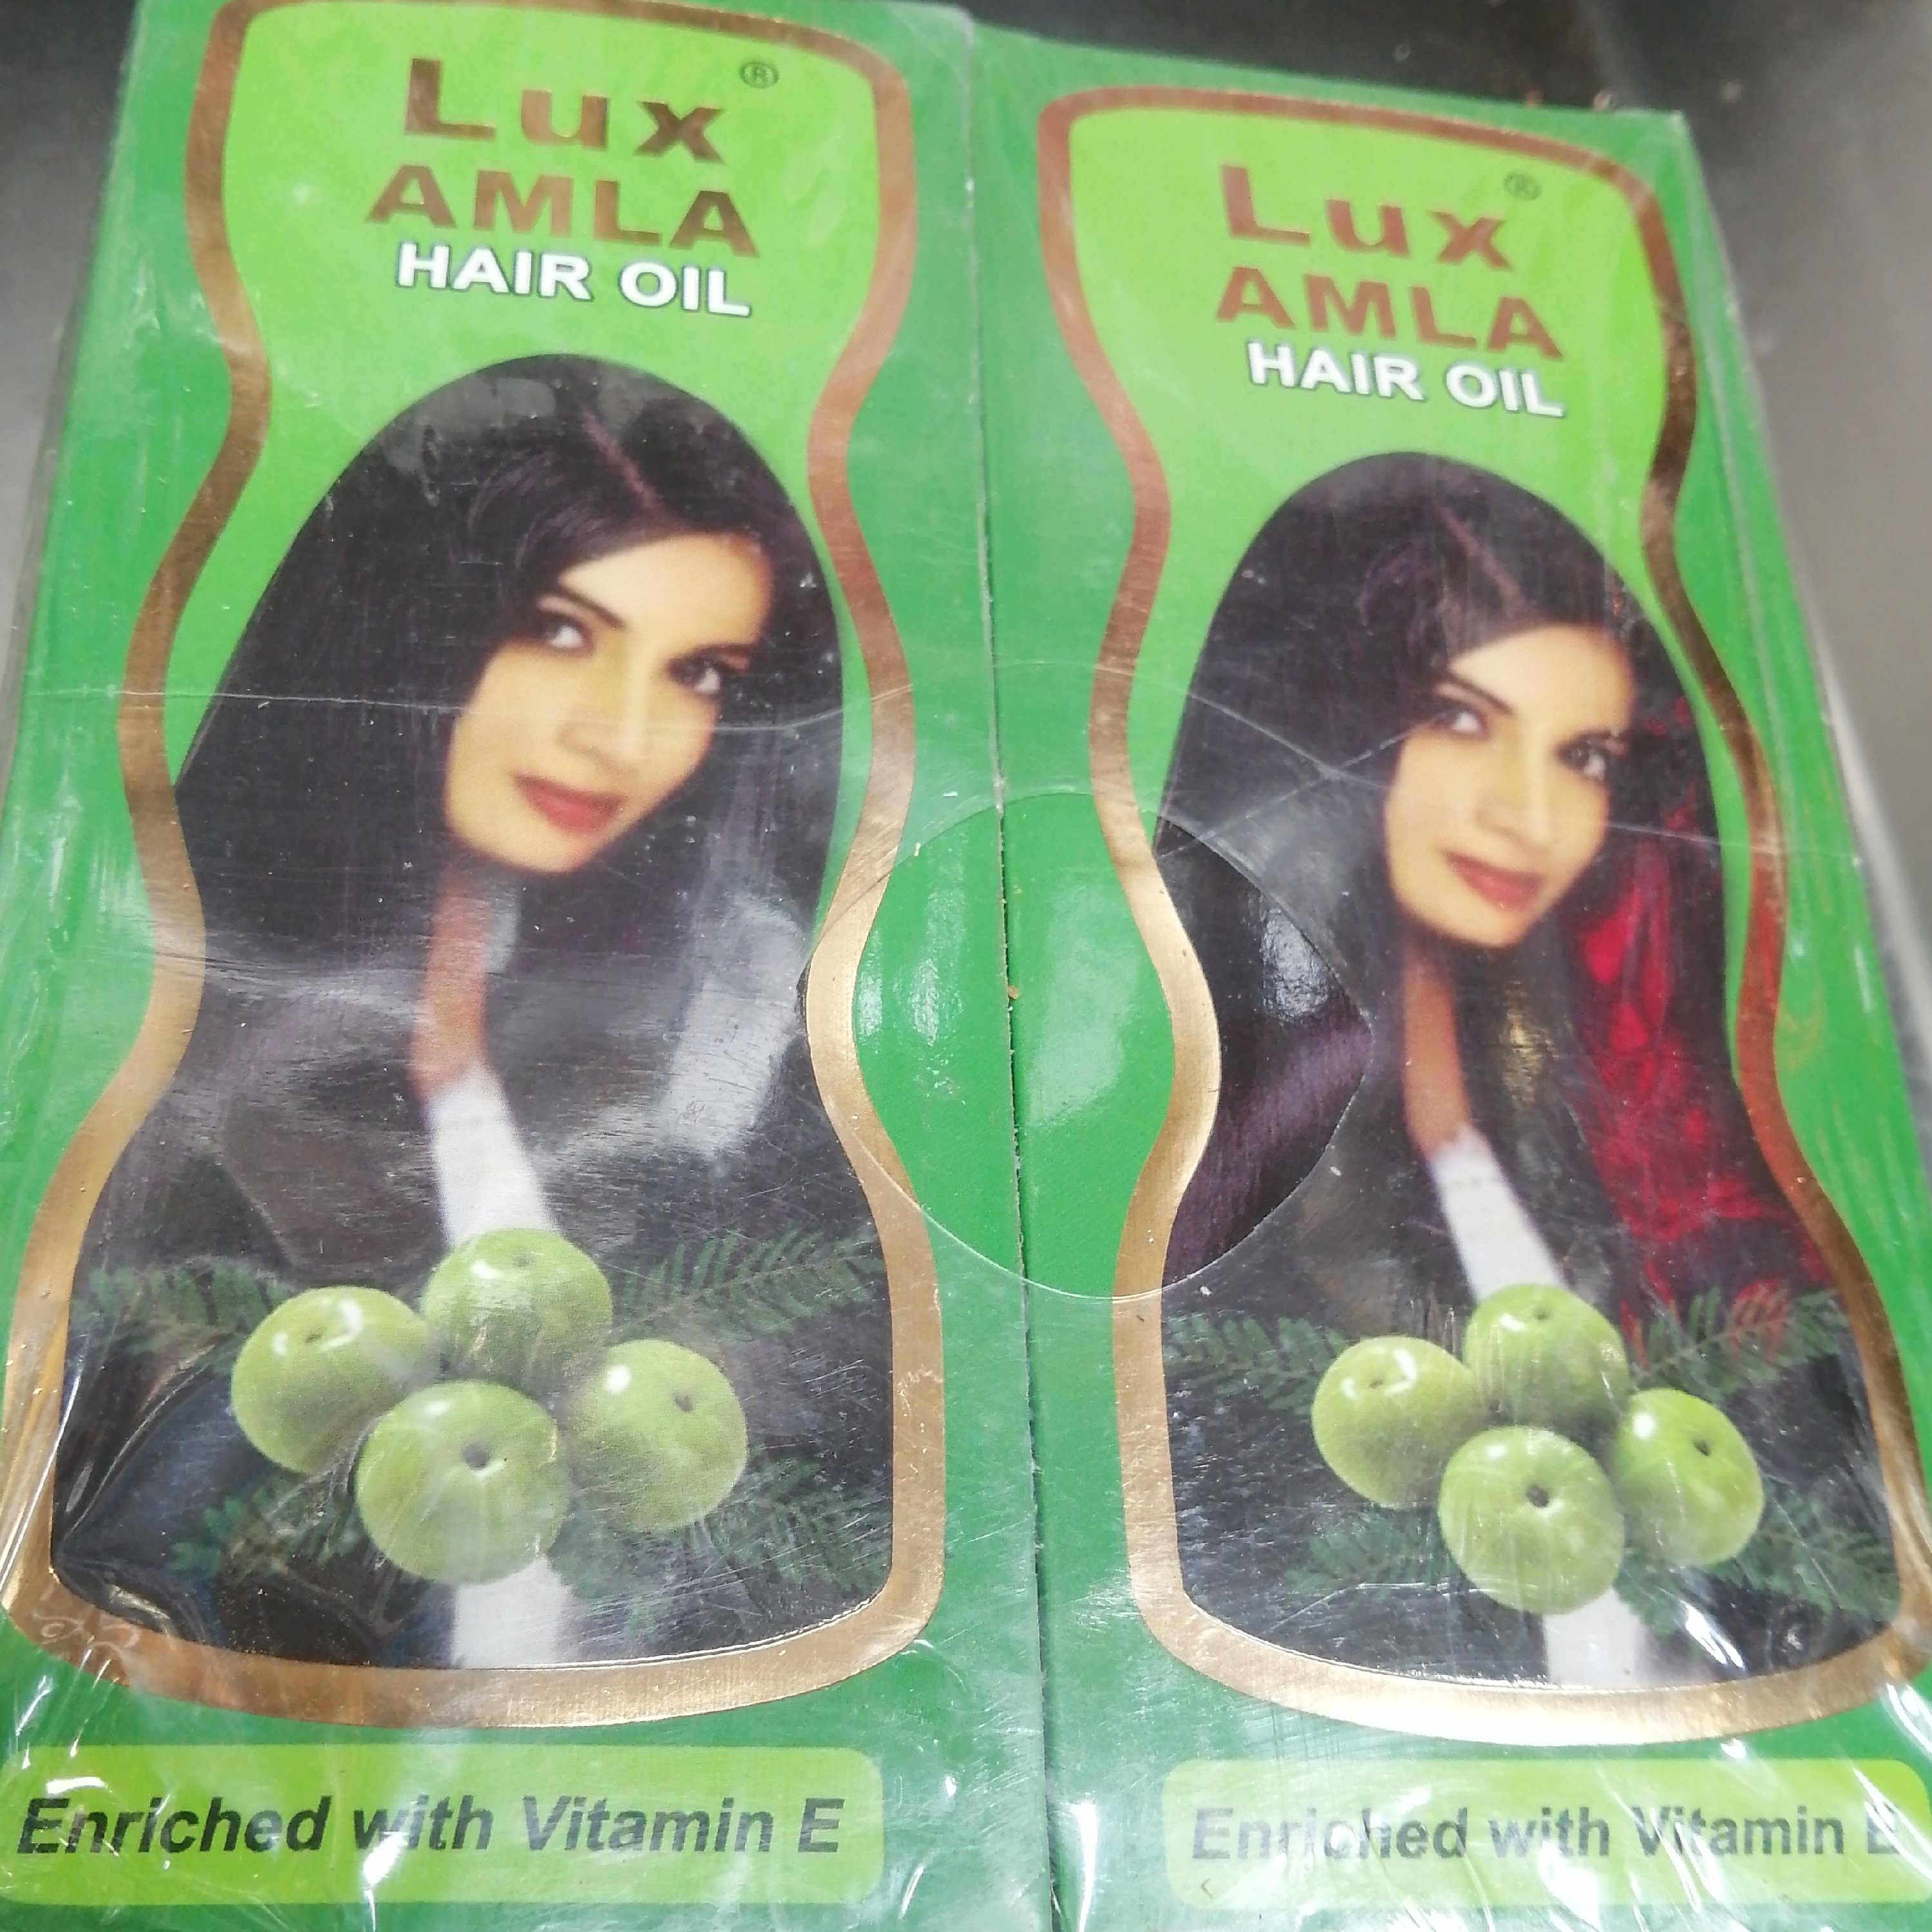 Lux ®
AMLA
HAIR OIL
Enriched with Vitamin E
Lux ®
AMLA
HAIR OIL
Enriched with Vitamin E